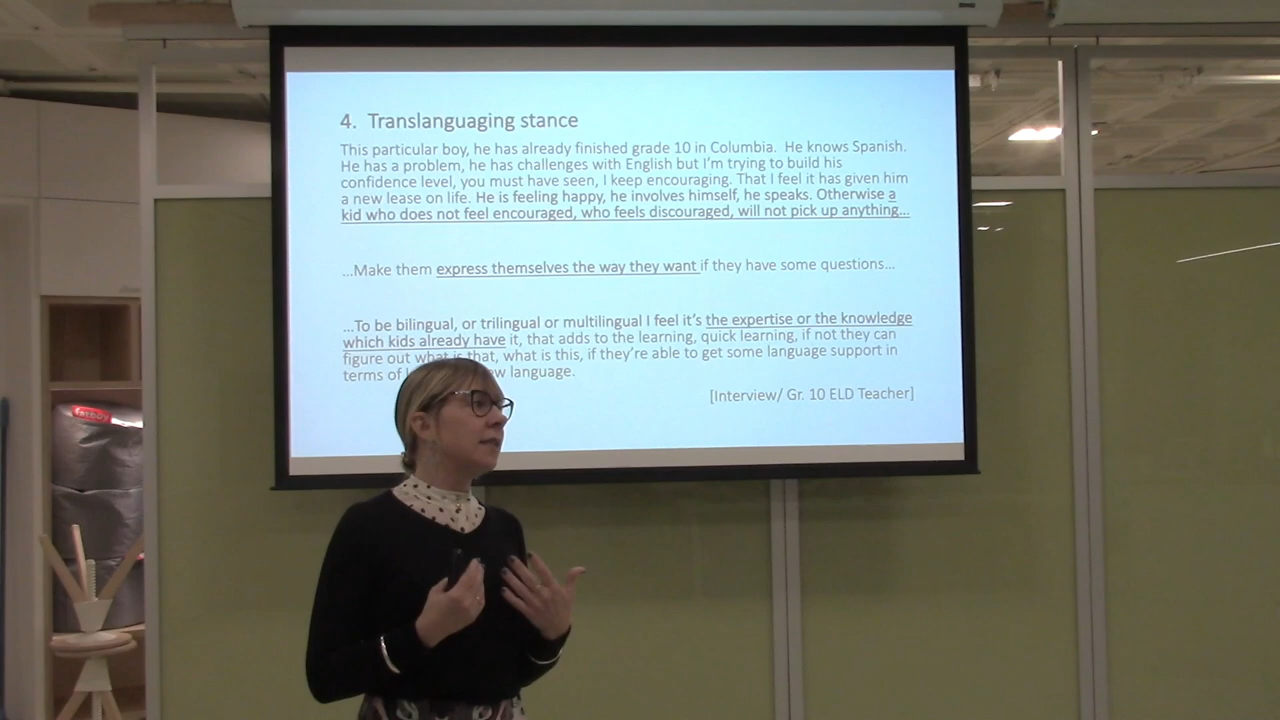 4. Translanguaging stance
This particular boy, he has already finished grade 10 in Columbia. He knows Spanish.
He has a problem, he has challenges with English but I'm trying to build his
confidence level, you must have seen, I keep encouraging. That I feel it has given him
a new lease on life. He is feeling happy, he involves himself, he speaks. Otherwise a
kid who does not feel encouraged, who feels discouraged, will not pick up anything...
...Make them express themselves the way they want if they have some questions...
...To be bilingual, or trilingual or multilingual I feel it's the expertise or the knowledge
which kids already have it, that adds to the learning, quick learning, if not they can
figure out what is that, what is this, if they're able to get some language support in
terms of language.
[Interview/ Gr. 10 ELD Teacher]
fatboy